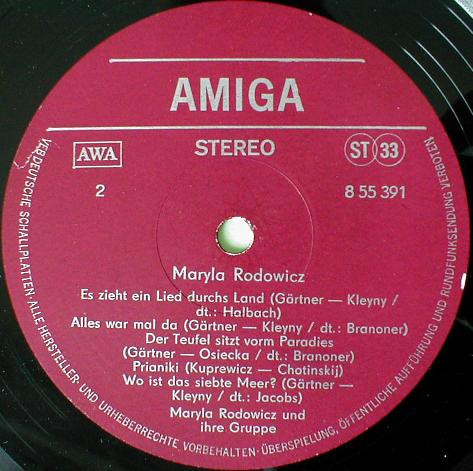 AMIGA
AWA
STEREO
ST 33
2
8 55 391
Maryla Rodowicz
Es zieht ein Lied durchs Land (Gärtner — Kleyny /
dt.: Halbach)
Alles war mal da (Gärtner — Kleyny / dt.: Branoner)
Der Teufel sitzt vorm Paradies
(Gärtner — Osiecka / dt.: Branoner)
Prianiki (Kuprewicz — Chotinskij)
Wo ist das siebte Meer? (Gärtner —
Kleyny / dt.: Jacobs)
Maryla Rodowicz und
ihre Gruppe
VEB DEUTSCHE SCHALLPLATTEN · ALLE HERSTELLER- UND URHEBERRECHTE VORBEHALTEN · ÜBERSPIELUNG, ÖFFENTLICHE AUFFÜHRUNG UND RUNDFUNKSENDUNG VERBOTEN